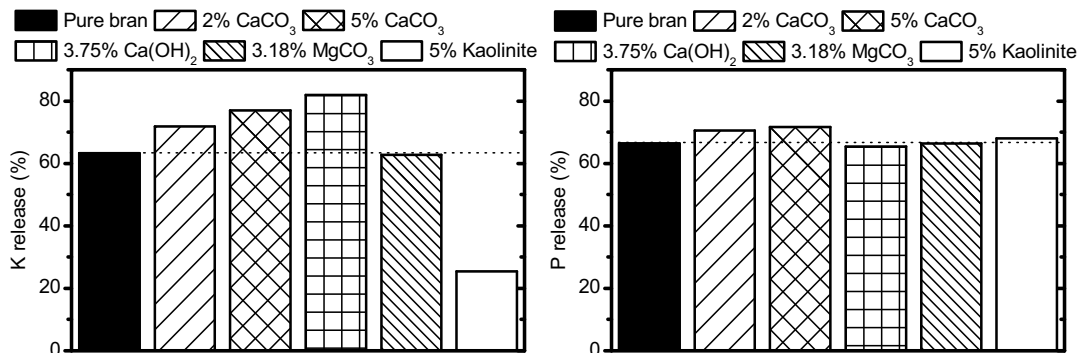 Pure bran 2% CaCO₃ 5% CaCO₃
3.75% Ca(OH)₂ 3.18% MgCO₃ 5% Kaolinite
80
60
40
20
0
K release (%)
Pure bran 2% CaCO₃ 5% CaCO₃
3.75% Ca(OH)₂ 3.18% MgCO₃ 5% Kaolinite
80
60
40
20
0
P release (%)